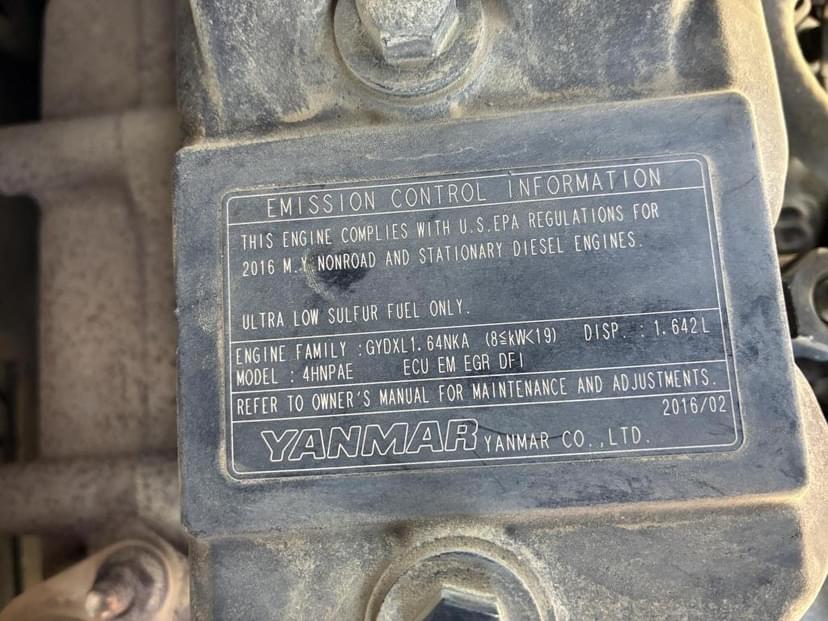 EMISSION CONTROL INFORMATION
THIS ENGINE COMPLIES WITH U.S.EPA REGULATIONS FOR
2016 M.Y NONROAD AND STATIONARY DIESEL ENGINES.
ULTRA LOW SULFUR FUEL ONLY.
ENGINE FAMILY :GYDXL1.64NKA (8≦kW<19) DISP. :1.642L
MODEL : 4HNPAE ECU EM EGR DFI
REFER TO OWNER'S MANUAL FOR MAINTENANCE AND ADJUSTMENTS.
2016/02
YANMAR YANMAR CO.,LTD.